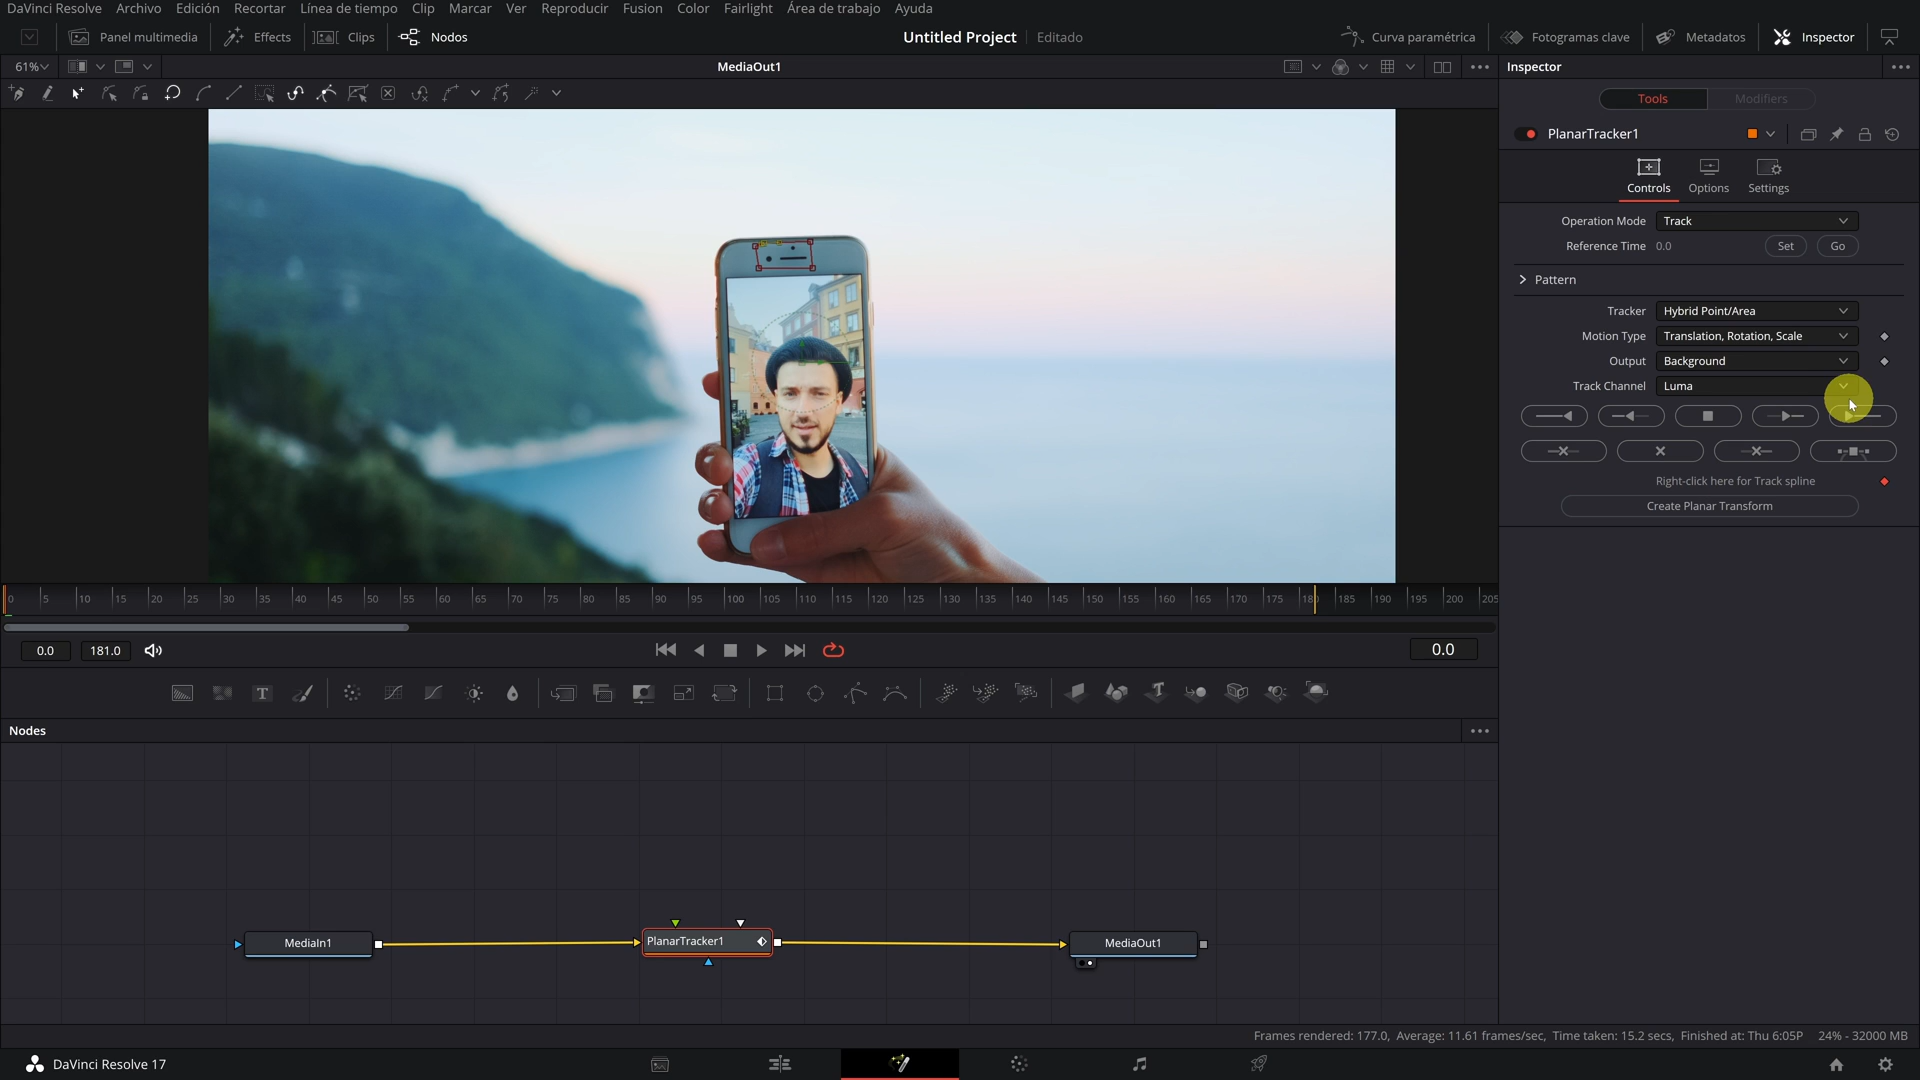 DaVinci Resolve Archivo Edición Recortar Línea de tiempo Clip Marcar Ver Reproducir Fusion Color Fairlight Área de trabajo Ayuda
Panel multimedia Effects Clips Nodos Untitled Project Editado Curva paramétrica Fotogramas clave Metadatos Inspector
61% MediaOut1 Inspector
Tools Modifiers
PlanarTracker1
Controls Options Settings
Operation Mode Track
Reference Time 0.0 Set Go
Pattern
Tracker Hybrid Point/Area
Motion Type Translation, Rotation, Scale
Output Background
Track Channel Luma
Right-click here for Track spline
Create Planar Transform
0 5 10 15 20 25 30 35 40 45 50 55 60 65 70 75 80 85 90 95 100 105 110 115 120 125 130 135 140 145 150 155 160 165 170 175 180 185 190 195 200 205
0.0 181.0 0.0
T
Nodes
MediaIn1 PlanarTracker1 MediaOut1
Frames rendered: 177.0, Average: 11.61 frames/sec, Time taken: 15.2 secs, Finished at: Thu 6:05P 24% - 32000 MB
DaVinci Resolve 17